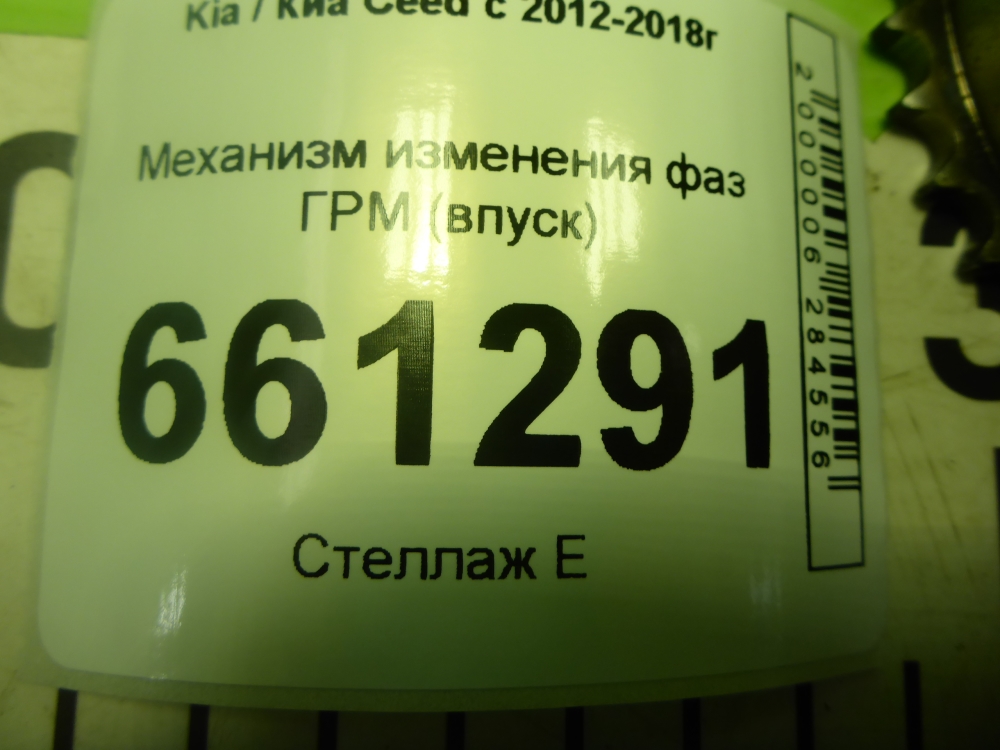 Kia / Киа Ceed с 2012-2018г
Механизм изменения фаз
ГРМ (впуск)
661291
Стеллаж Е
2000006284556